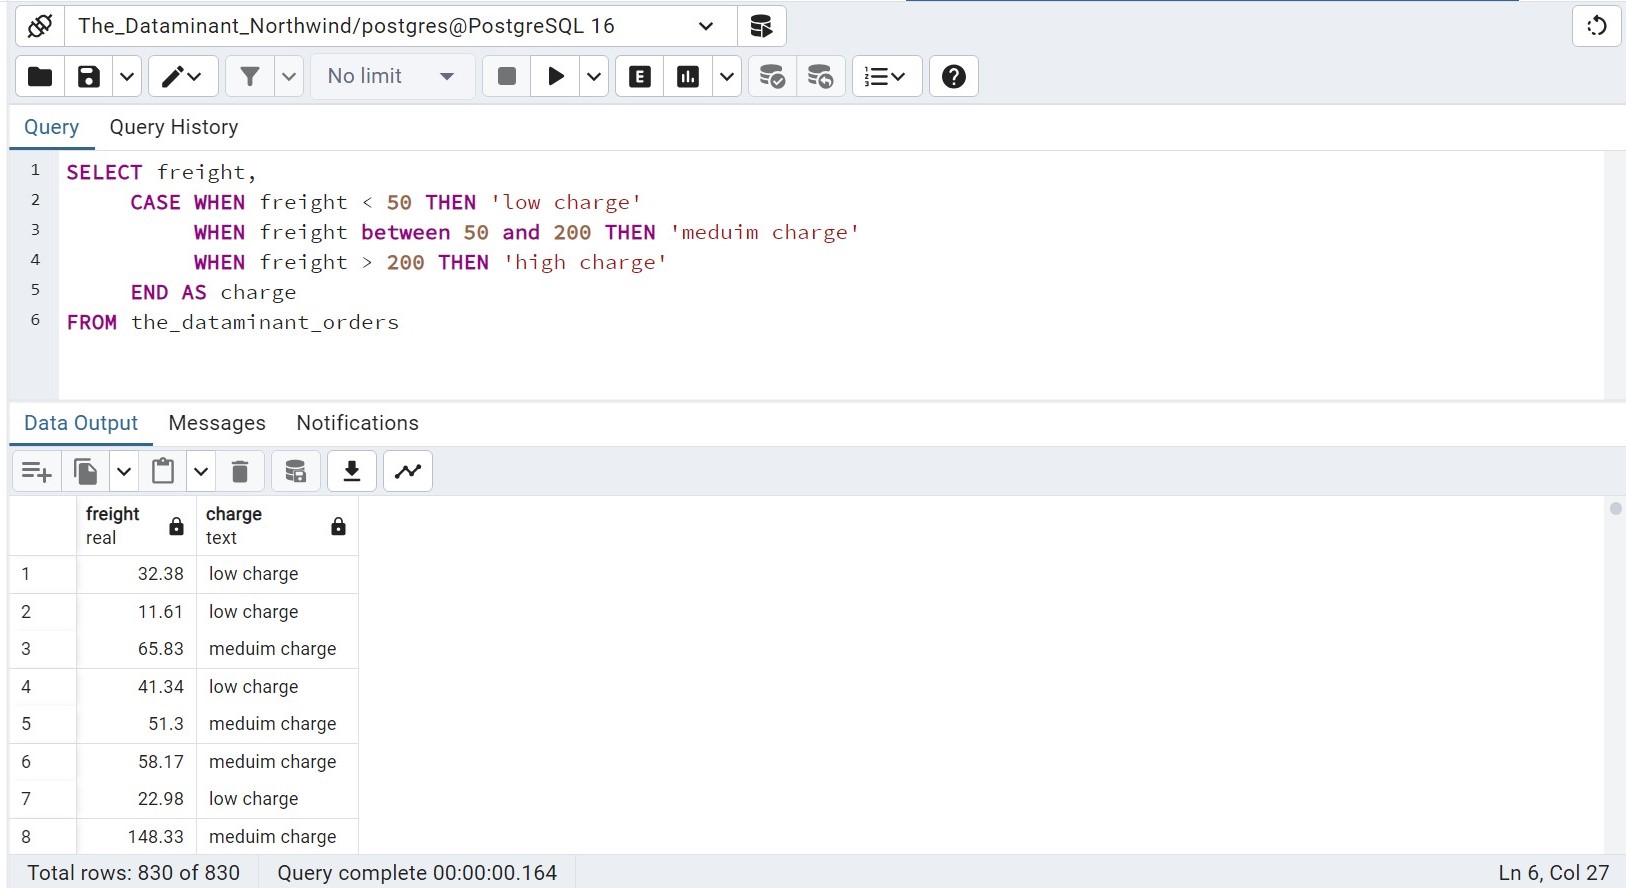 The_Dataminant_Northwind/postgres@PostgreSQL 16
No limit
E
Query Query History
1 SELECT freight,
2 CASE WHEN freight < 50 THEN 'low charge'
3 WHEN freight between 50 and 200 THEN 'meduim charge'
4 WHEN freight > 200 THEN 'high charge'
5 END AS charge
6 FROM the_dataminant_orders
Data Output Messages Notifications
freight charge
real text
1 32.38 low charge
2 11.61 low charge
3 65.83 meduim charge
4 41.34 low charge
5 51.3 meduim charge
6 58.17 meduim charge
7 22.98 low charge
8 148.33 meduim charge
Total rows: 830 of 830 Query complete 00:00:00.164 Ln 6, Col 27